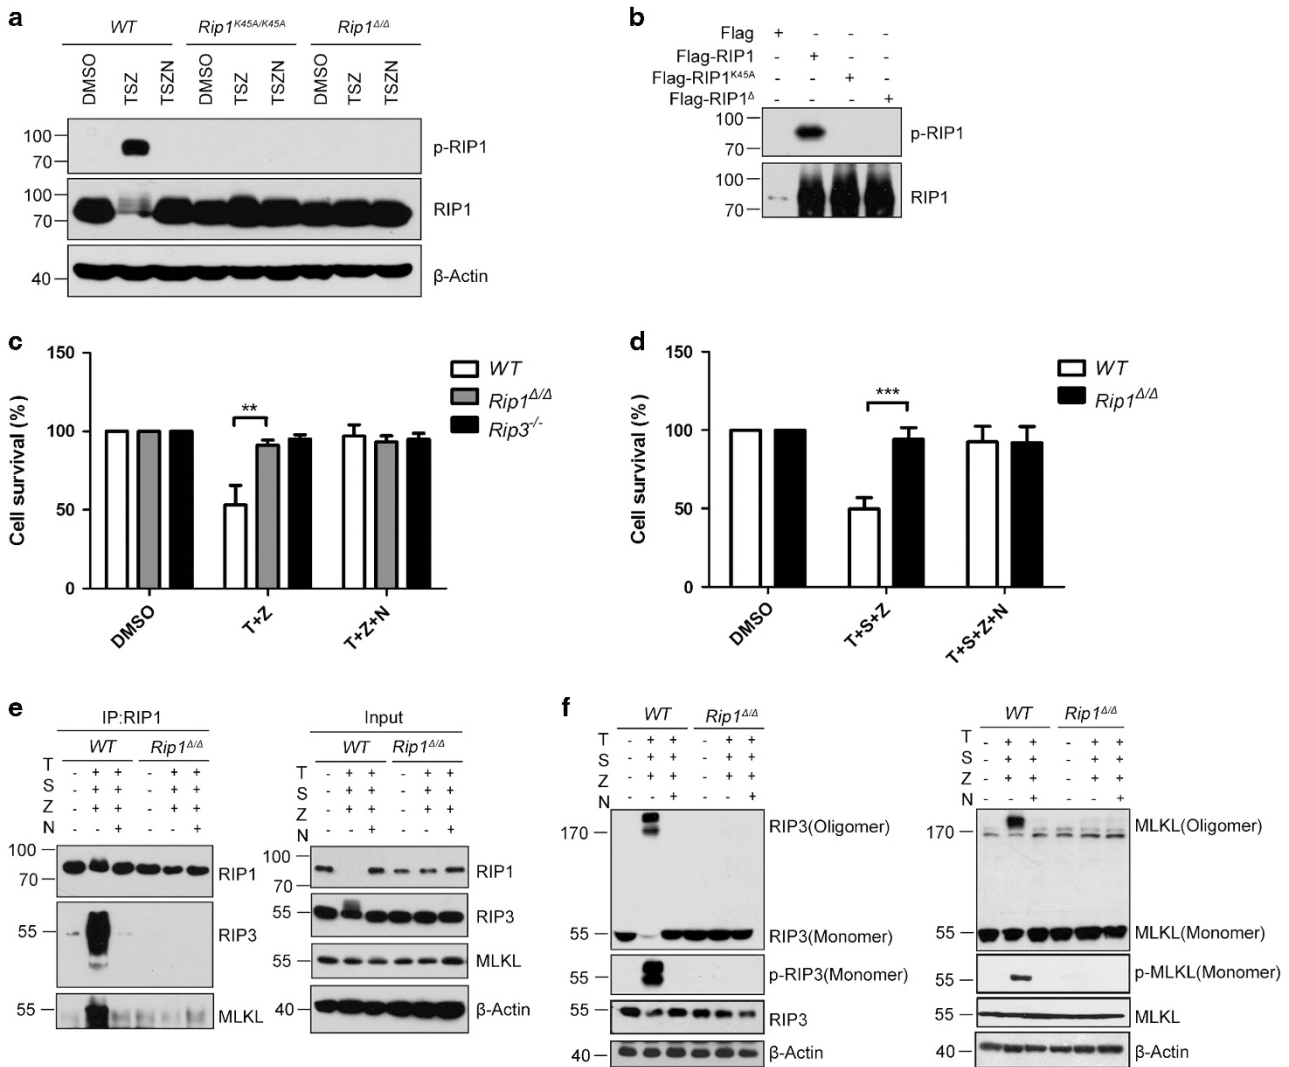 a
WT Rip1K45A/K45A Rip1Δ/Δ
DMSO TSZ TSZN DMSO TSZ TSZN DMSO TSZ TSZN
100
70
p-RIP1
100
70
RIP1
40
β-Actin
b
Flag + - - -
Flag-RIP1 - + - -
Flag-RIP1K45A - - + -
Flag-RIP1Δ - - - +
100
70
p-RIP1
100
70
RIP1
c
Cell survival (%)
150
100
50
0
**
WT
Rip1Δ/Δ
Rip3-/-
DMSO T+Z T+Z+N
d
Cell survival (%)
150
100
50
0
***
WT
Rip1Δ/Δ
DMSO T+S+Z T+S+Z+N
e
IP:RIP1 Input
WT Rip1Δ/Δ WT Rip1Δ/Δ
T - + + - + + T - + + - + +
S - + + - + + S - + + - + +
Z - + + - + + Z - + + - + +
N - - + - - + N - - + - - +
100
70
RIP1
55
RIP3
55
MLKL
100
70
RIP1
55
RIP3
55
MLKL
40
β-Actin
f
WT Rip1Δ/Δ WT Rip1Δ/Δ
T - + + - + + T - + + - + +
S - + + - + + S - + + - + +
Z - + + - + + Z - + + - + +
N - - + - - + N - - + - - +
170
RIP3(Oligomer)
55
RIP3(Monomer)
55
p-RIP3(Monomer)
55
RIP3
40
β-Actin
170
MLKL(Oligomer)
55
MLKL(Monomer)
55
p-MLKL(Monomer)
55
MLKL
40
β-Actin